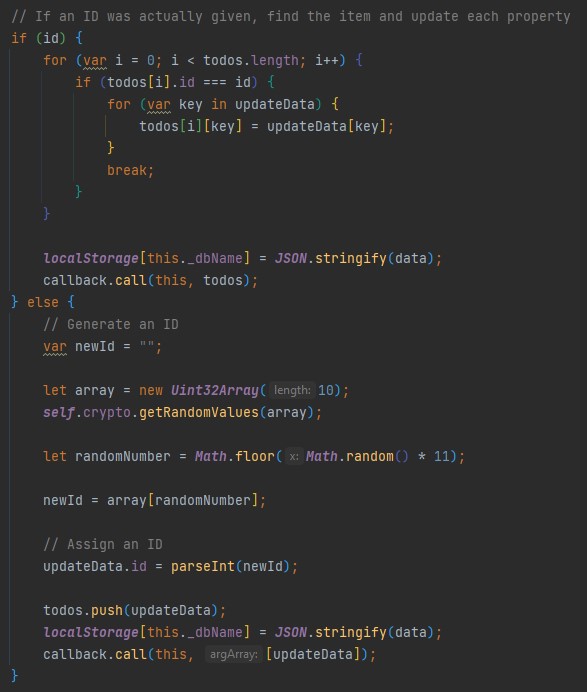 // If an ID was actually given, find the item and update each property
if (id) {
    for (var i = 0; i < todos.length; i++) {
        if (todos[i].id === id) {
            for (var key in updateData) {
                todos[i][key] = updateData[key];
            }
            break;
        }
    }

    localStorage[this._dbName] = JSON.stringify(data);
    callback.call(this, todos);
} else {
    // Generate an ID
    var newId = "";

    let array = new Uint32Array( length: 10);
    self.crypto.getRandomValues(array);

    let randomNumber = Math.floor( x: Math.random() * 11);

    newId = array[randomNumber];

    // Assign an ID
    updateData.id = parseInt(newId);

    todos.push(updateData);
    localStorage[this._dbName] = JSON.stringify(data);
    callback.call(this, argArray: [updateData]);
}